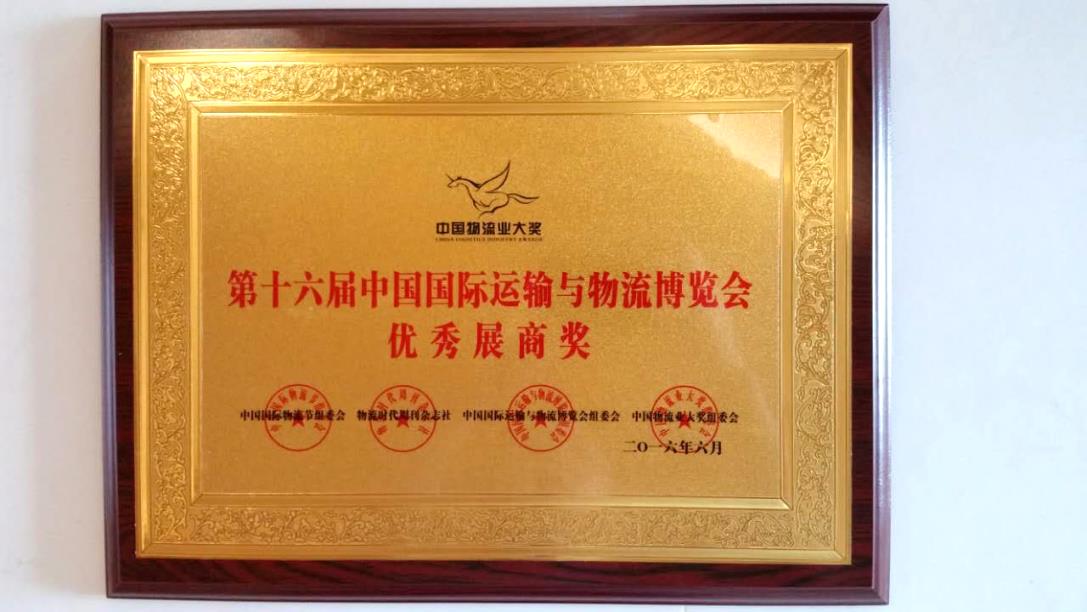 中国物流业大奖
CHINA LOGISTICS INDUSTRY AWARDS
第十六届中国国际运输与物流博览会
优秀展商奖
中国国际物流节组委会 物流时代周刊杂志社 中国国际运输与物流博览会组委会 中国物流业大奖组委会
二〇一六年六月